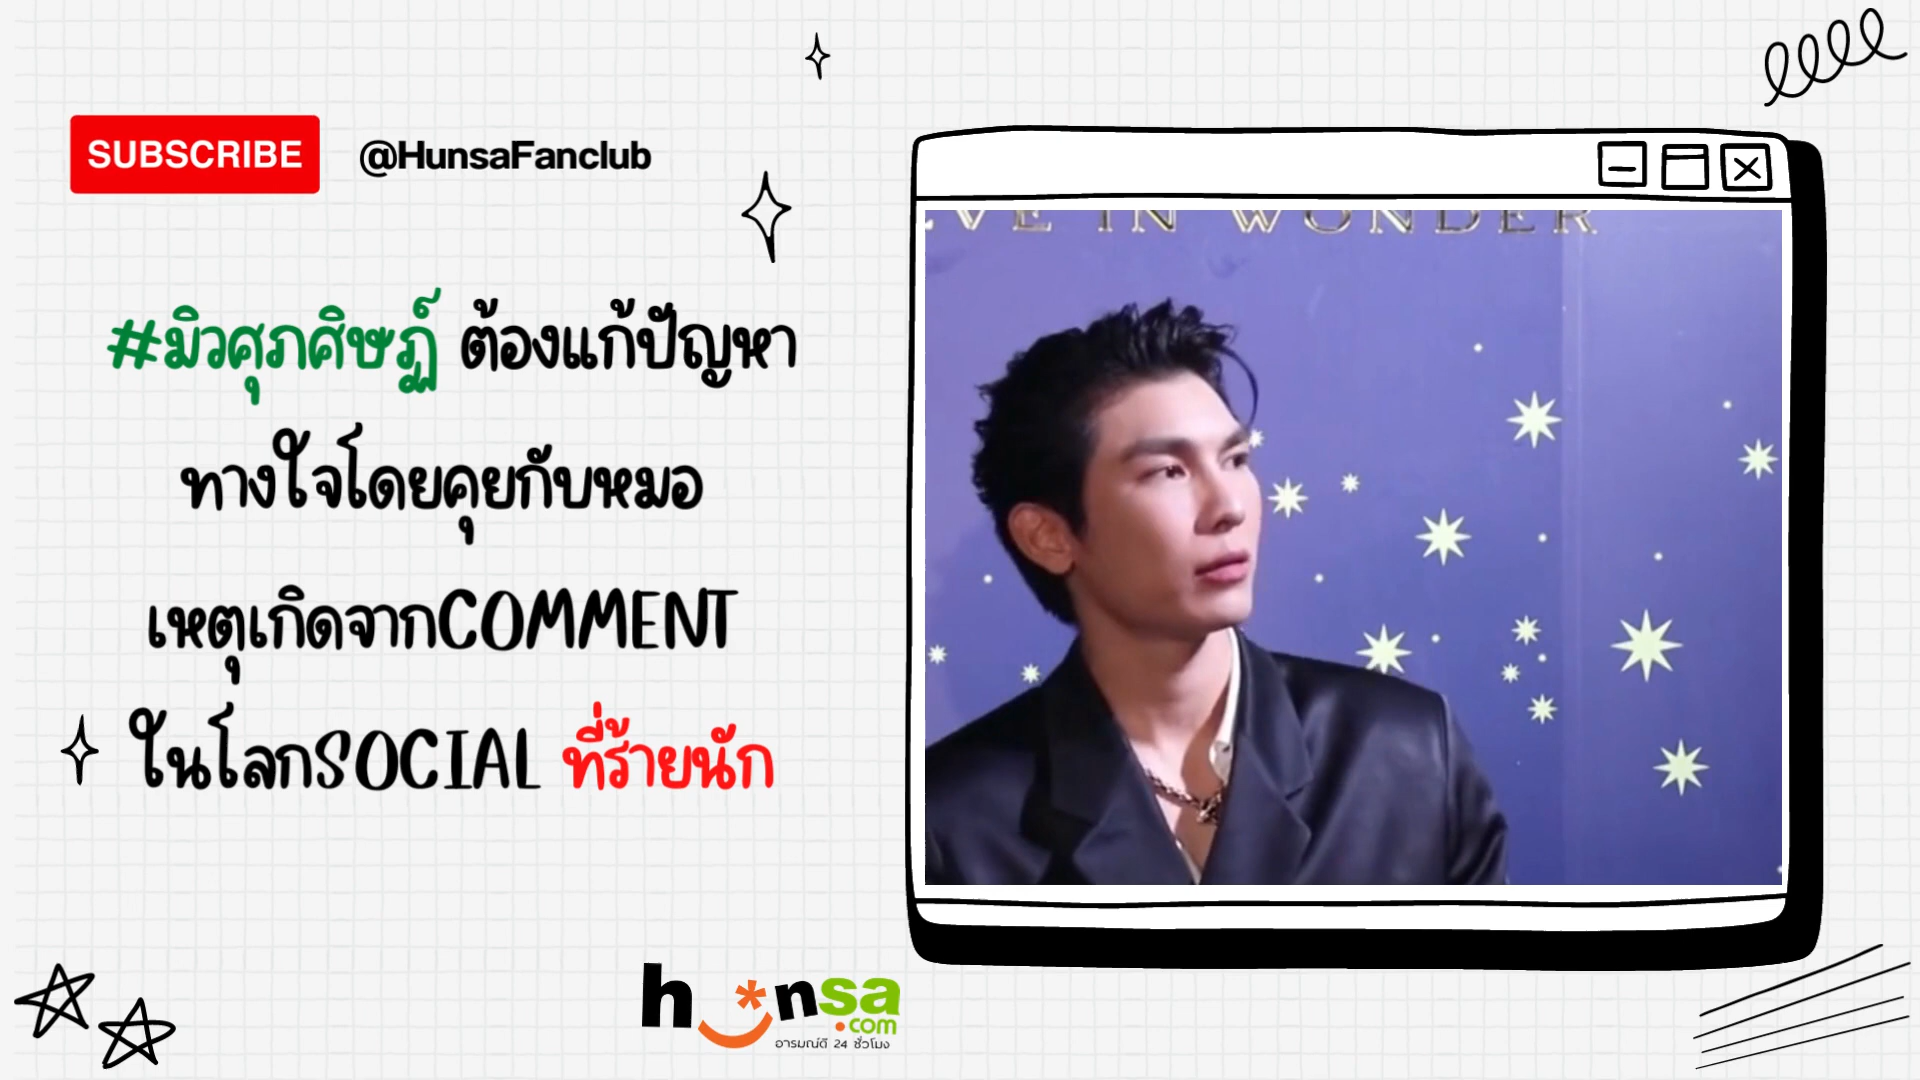 SUBSCRIBE @HunsaFanclub
#มิวศุภศิษฏ์ ต้องแก้ปัญหา
ทางใจโดยคุยกับหมอ
เหตุเกิดจากCOMMENT
ในโลกSOCIAL ที่ร้ายนัก
VE IN WONDER
hunsa
.com
อารมณ์ดี 24 ชั่วโมง